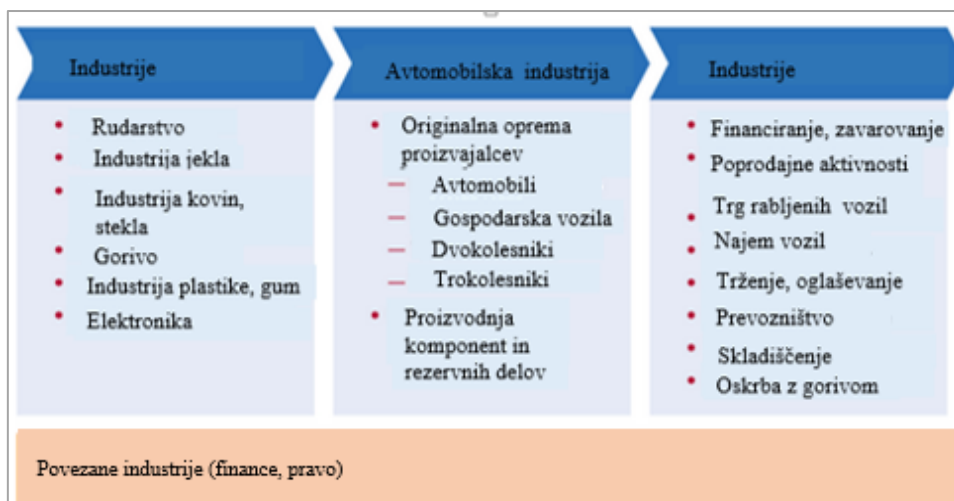 Industrije
Rudarstvo
Industrija jekla
Industrija kovin,
stekla
Gorivo
Industrija plastike, gum
Elektronika
Avtomobilska industrija
Originalna oprema
proizvajalcev
Avtomobili
Gospodarska vozila
Dvokolesniki
Trokolesniki
Proizvodnja
komponent in
rezervnih delov
Industrije
Financiranje, zavarovanje
Poprodajne aktivnosti
Trg rabljenih vozil
Najem vozil
Trženje, oglaševanje
Prevozništvo
Skladiščenje
Oskrba z gorivom
Povezane industrije (finance, pravo)